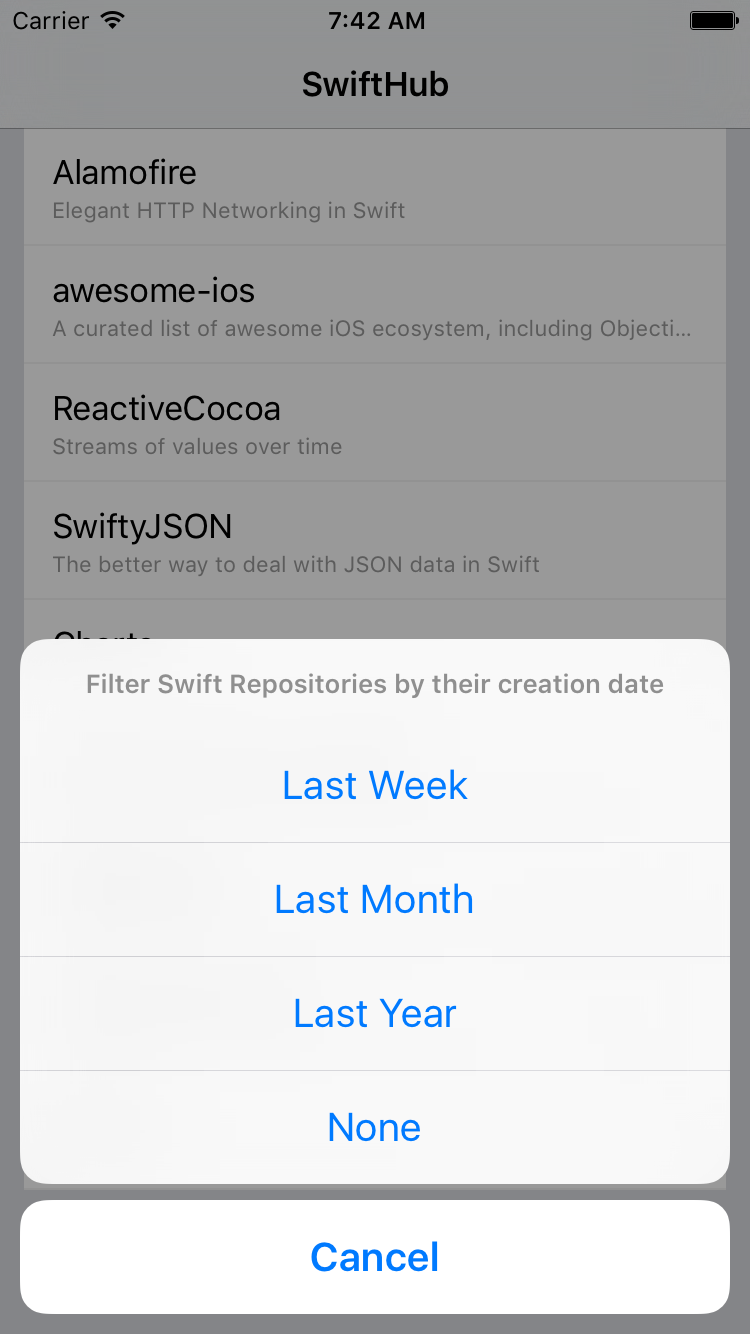 Carrier
7:42 AM
SwiftHub
Alamofire
Elegant HTTP Networking in Swift
awesome-ios
A curated list of awesome iOS ecosystem, including Objecti...
ReactiveCocoa
Streams of values over time
SwiftyJSON
The better way to deal with JSON data in Swift
Charts
Filter Swift Repositories by their creation date
Last Week
Last Month
Last Year
None
Cancel